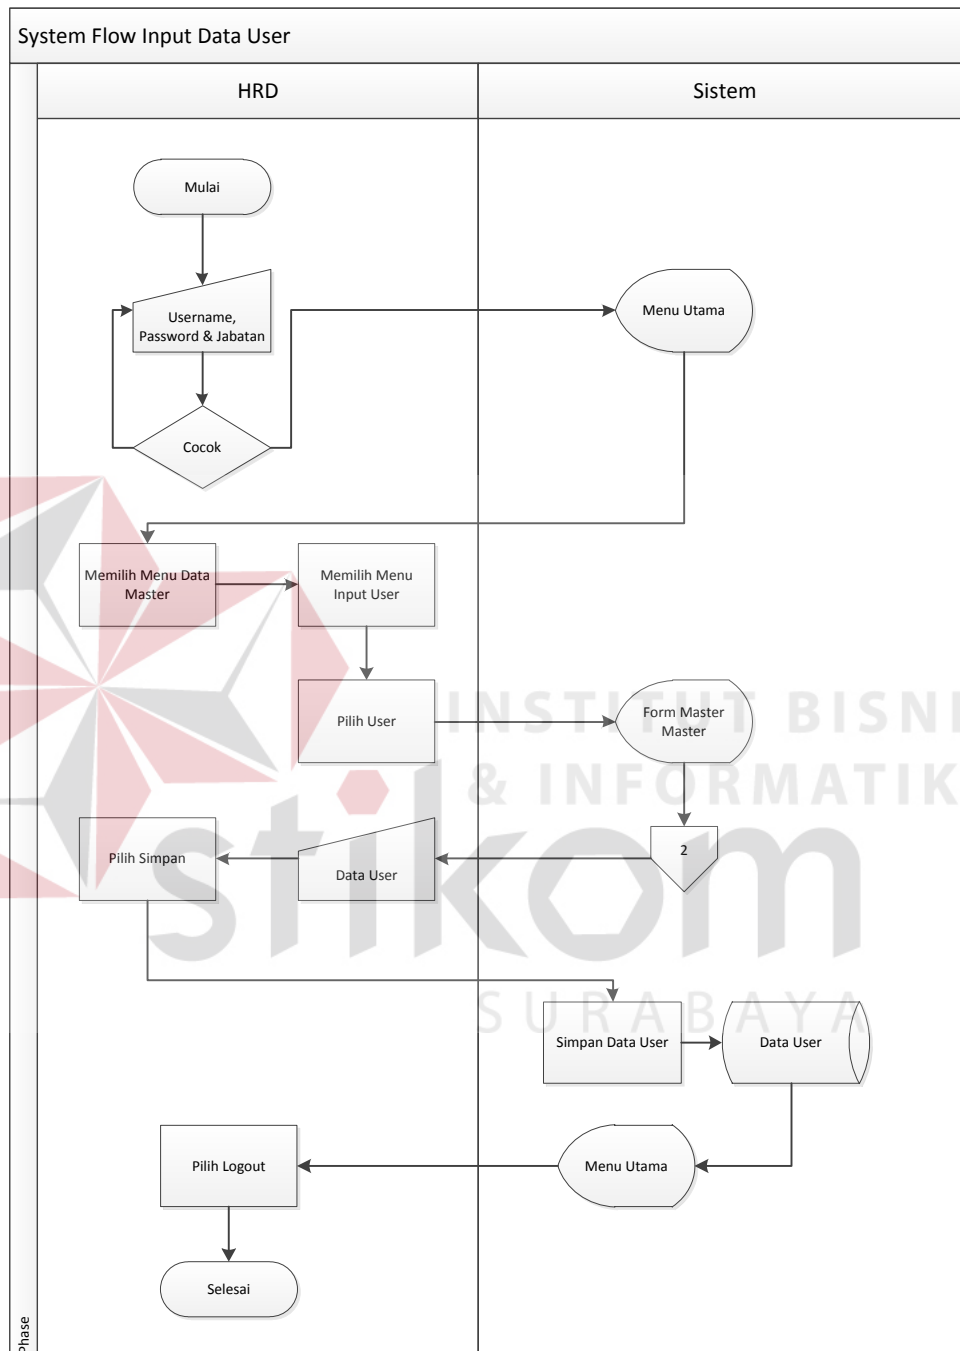 System Flow Input Data User
HRD
Sistem
Mulai
Username,
Password & Jabatan
Menu Utama
Cocok
Memilih Menu Data
Master
Memilih Menu
Input User
Pilih User
Form Master
Master
INSTITUT BISNI
& INFORMATIK
stikom
SURABAYA
2
Pilih Simpan
Data User
Simpan Data User
Data User
Pilih Logout
Menu Utama
Selesai
Phase